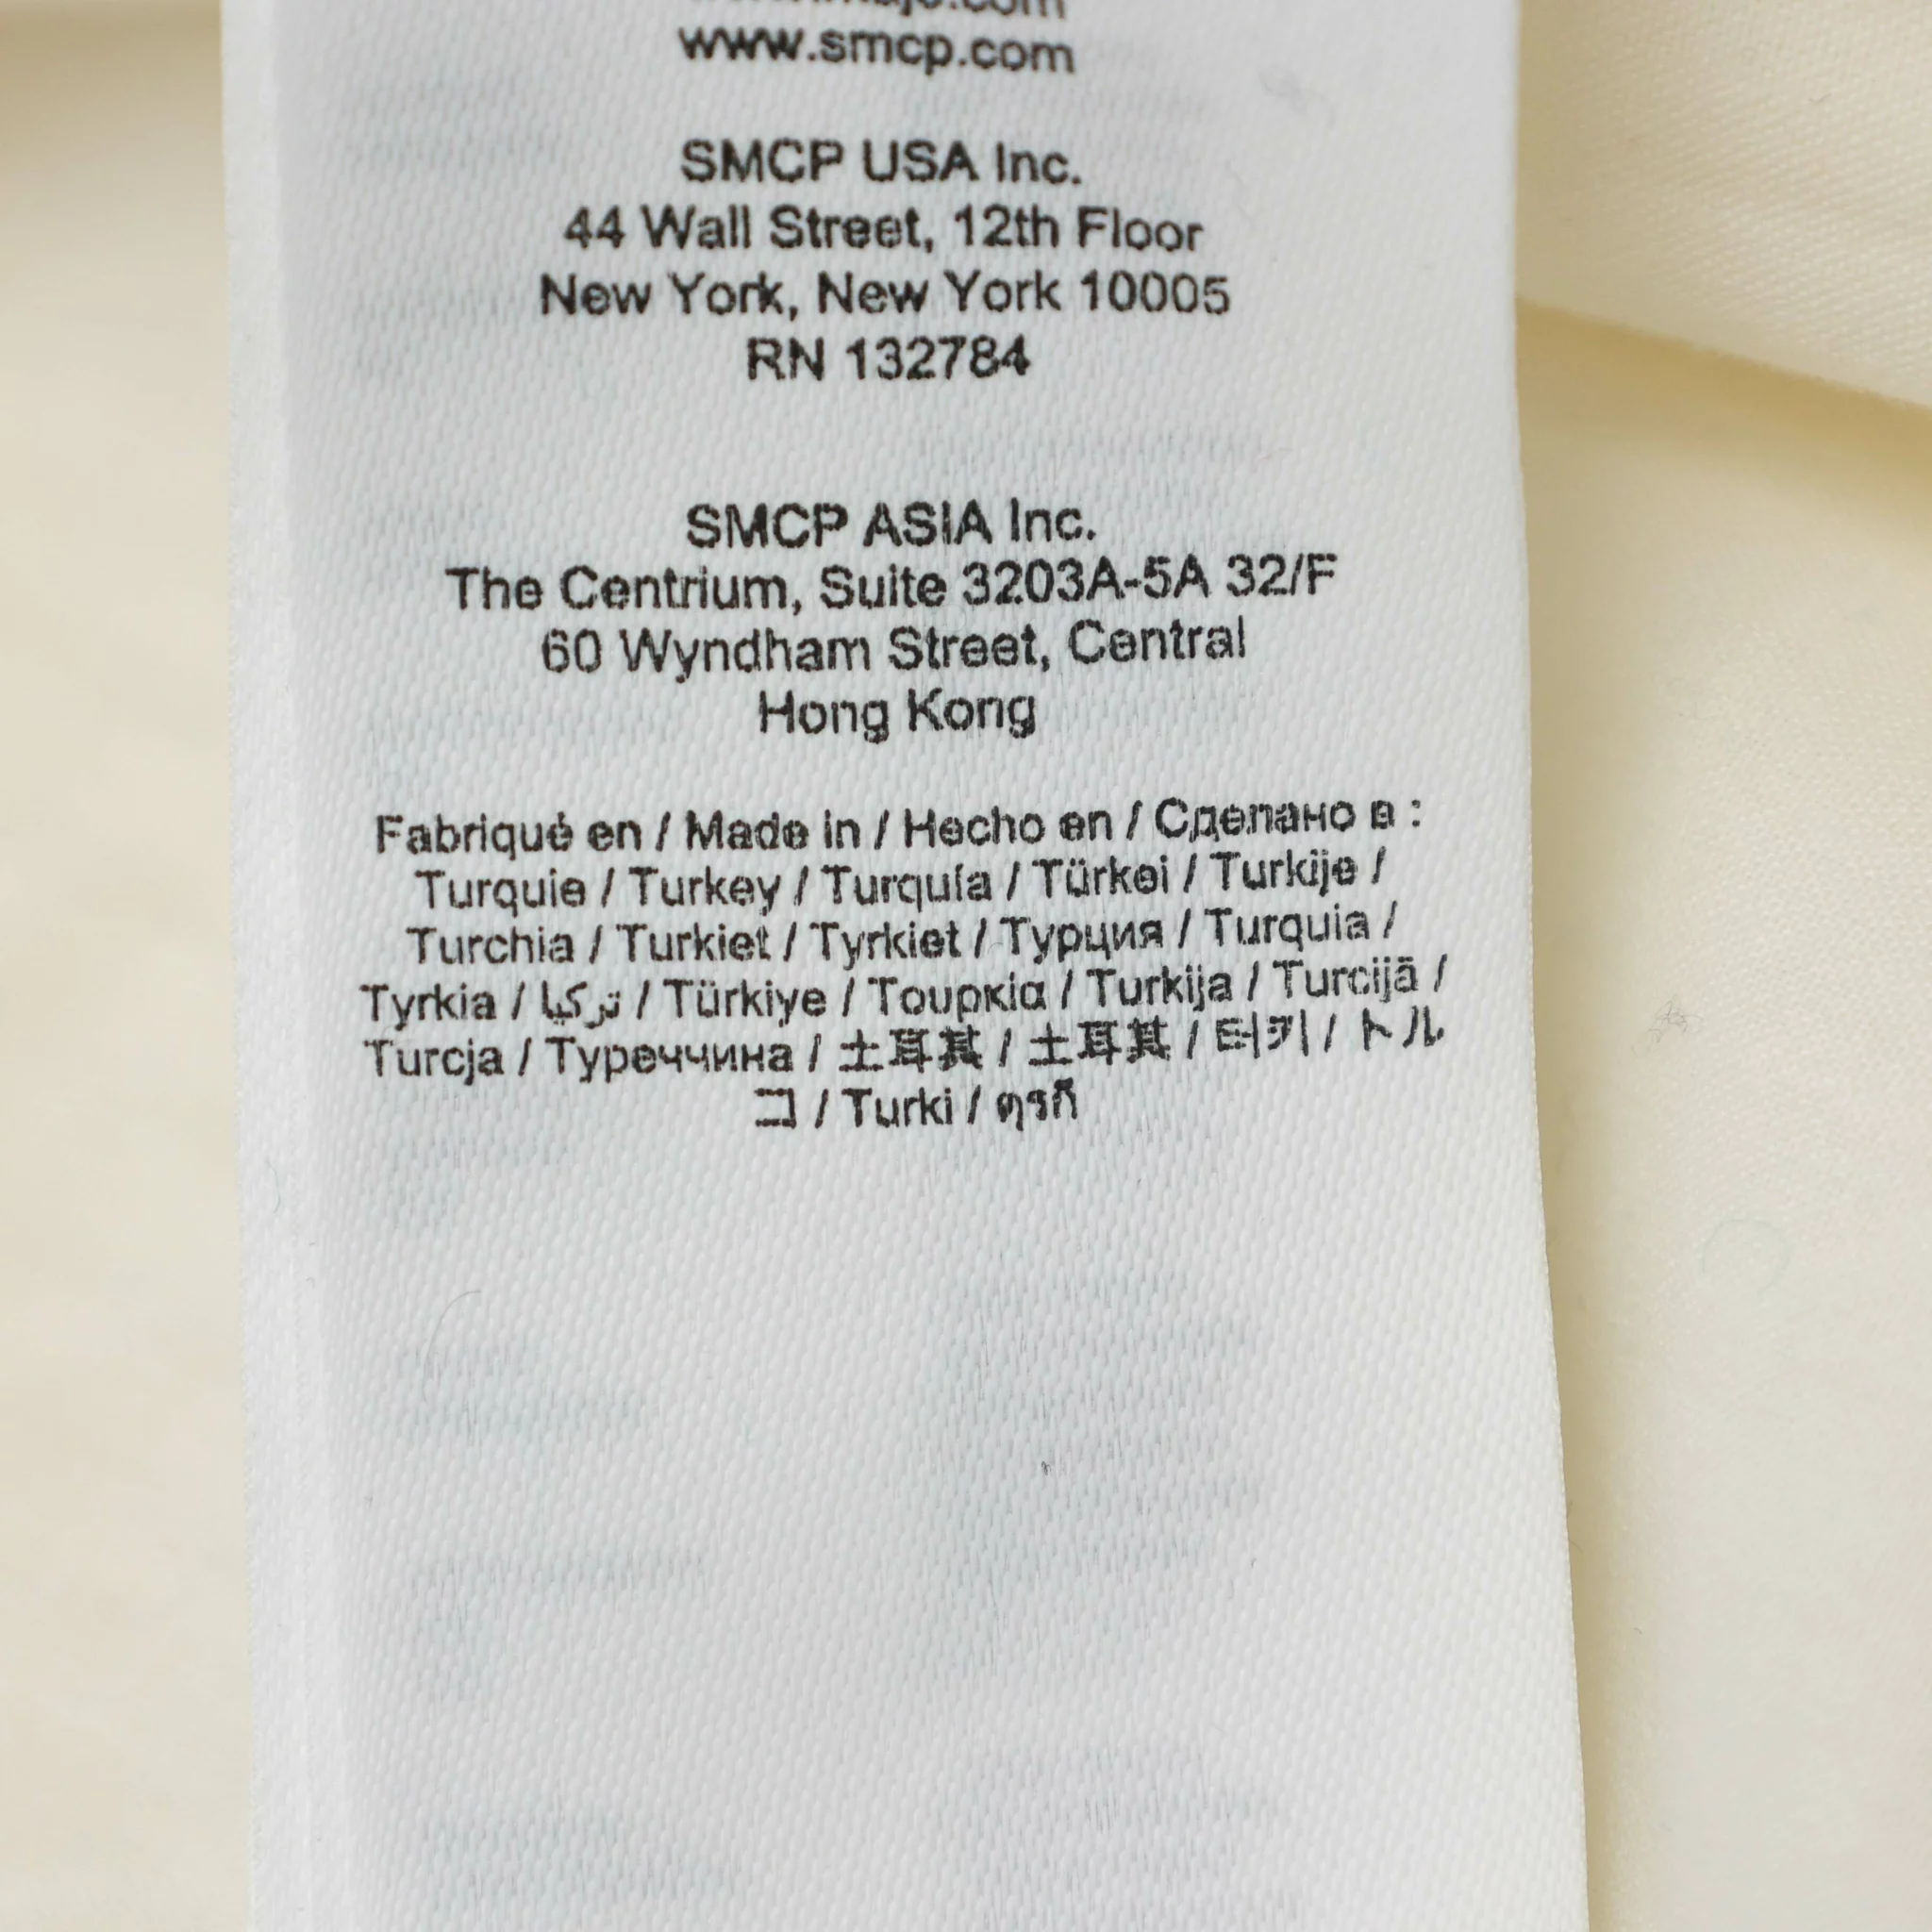 www.smcp.com
SMCP USA Inc.
44 Wall Street, 12th Floor
New York, New York 10005
RN 132784
SMCP ASIA Inc.
The Centrium, Suite 3203A-5A 32/F
60 Wyndham Street, Central
Hong Kong
Fabriqué en / Made in / Hecho en / Сделано в :
Turquie / Turkey / Turquía / Türkei / Turkije /
Turchia / Turkiet / Tyrkiet / Турция / Turquia /
Tyrkia / تركيا / Türkiye / Τουρκία / Turkija / Turcijā /
Turcja / Туреччина / 土耳其 / 土耳其 / 터키 / トル
コ / Turki / ตุรกี